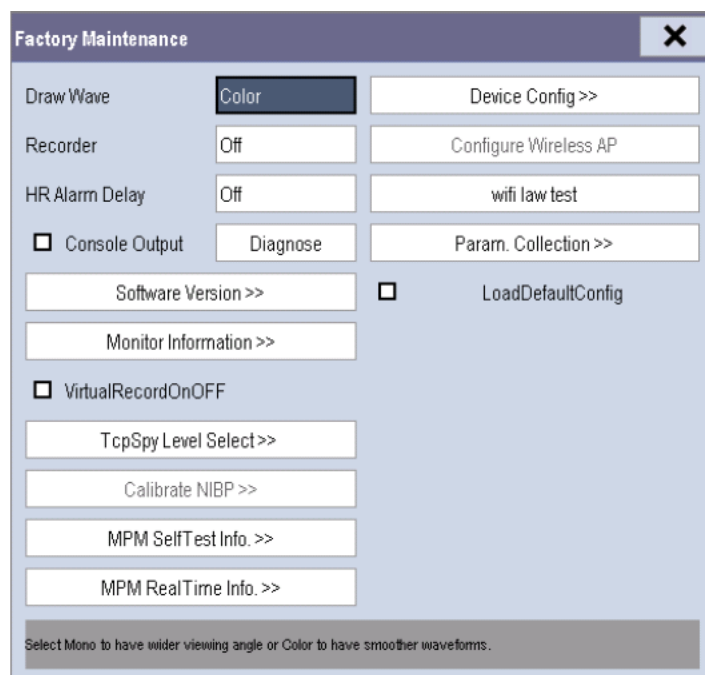 Factory Maintenance
Draw Wave Color Device Config >>
Recorder Off Configure Wireless AP
HR Alarm Delay Off wifi law test
Console Output Diagnose Param. Collection >>
Software Version >> LoadDefaultConfig
Monitor Information >>
VirtualRecordOnOFF
TcpSpy Level Select >>
Calibrate NIBP >>
MPM SelfTest Info. >>
MPM RealTime Info. >>
Select Mono to have wider viewing angle or Color to have smoother waveforms.